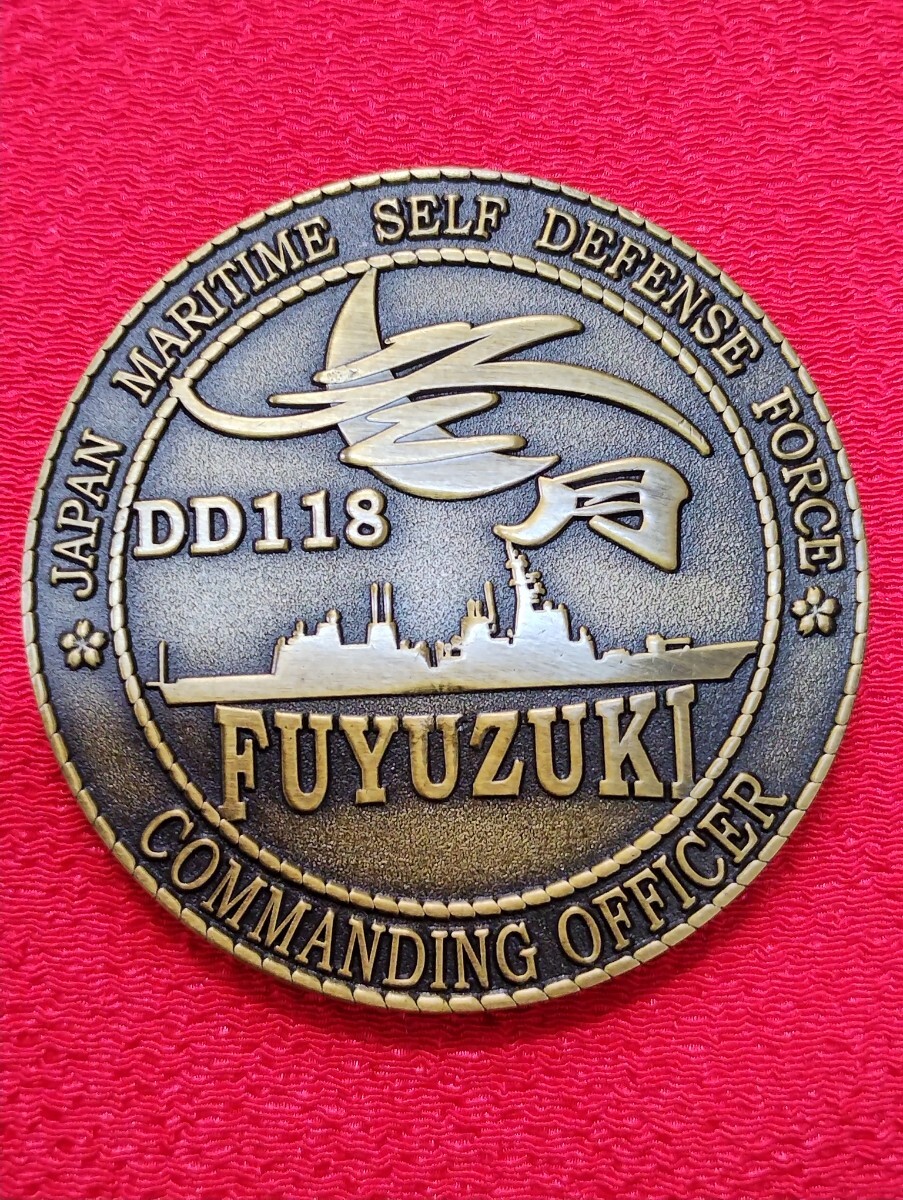 JAPAN MARITIME SELF DEFENSE FORCE
冬月
DD118
FUYUZUKI
COMMANDING OFFICER